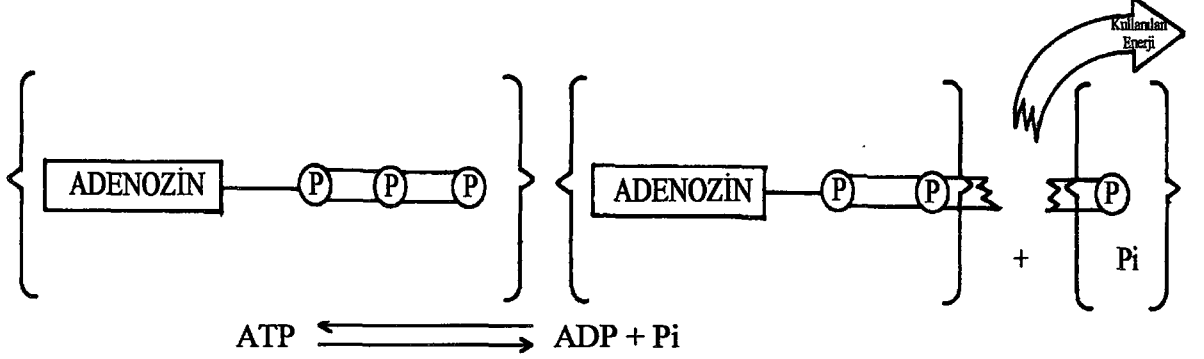 Kullanılan
Enerji
ADENOZİN P P P
ADENOZİN P P P
+ Pi
ATP ADP + Pi